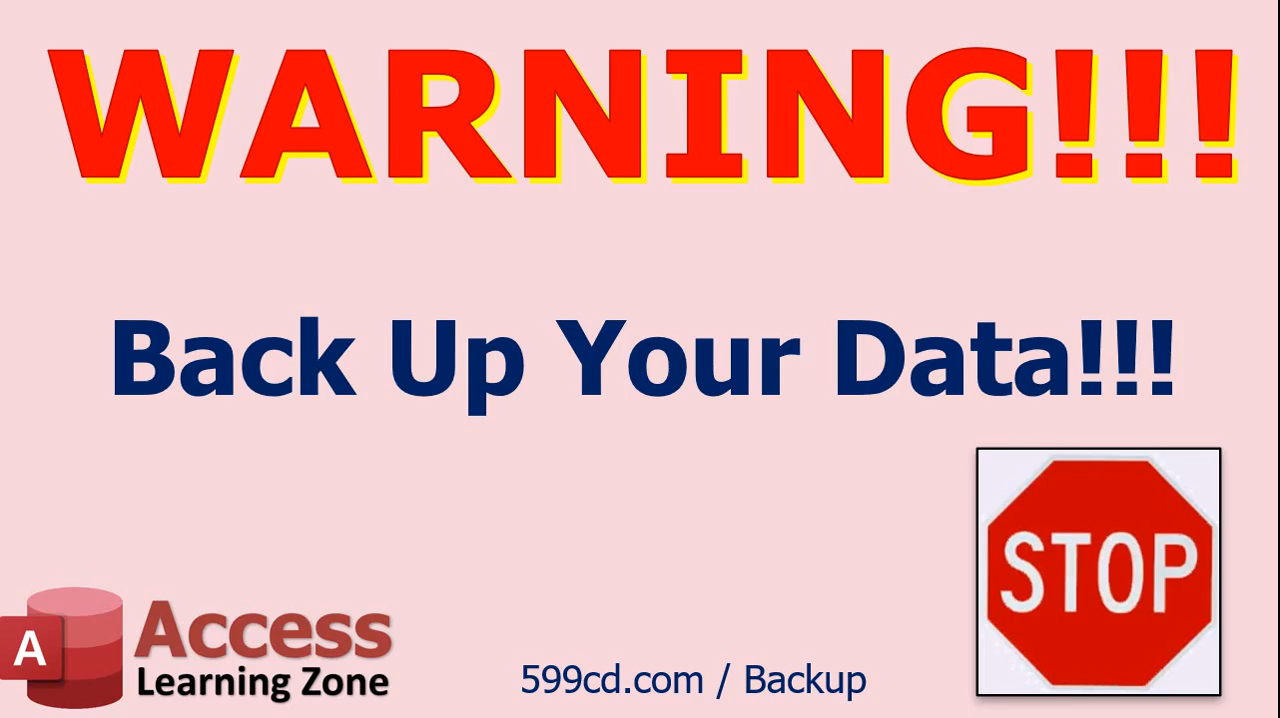 WARNING!!!
Back Up Your Data!!!
STOP
A
Access
Learning Zone
599cd.com / Backup